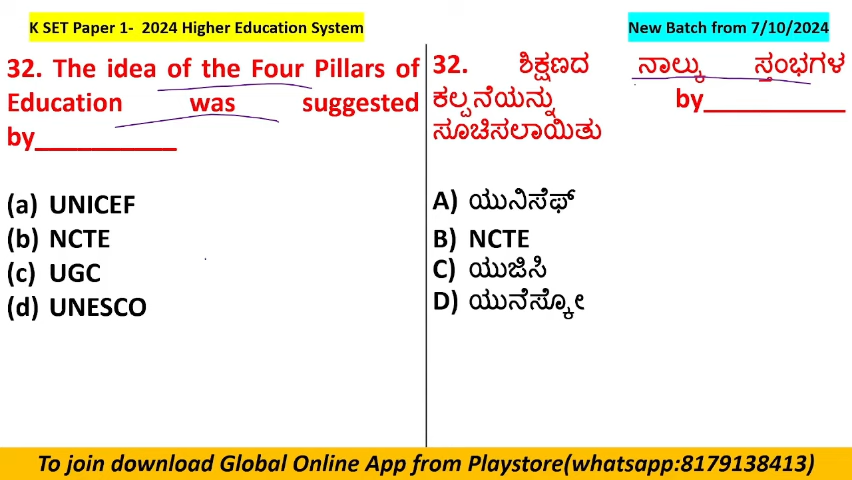 K SET Paper 1-  2024 Higher Education System
New Batch from 7/10/2024
32. The idea of the Four Pillars of
Education was suggested
by__________
(a) UNICEF
(b) NCTE
(c) UGC
(d) UNESCO
32. ಶಿಕ್ಷಣದ ನಾಲ್ಕು ಸ್ತಂಭಗಳ
ಕಲ್ಪನೆಯನ್ನು by__________
ಸೂಚಿಸಲಾಯಿತು
A) ಯುನಿಸೆಫ್
B) NCTE
C) ಯುಜಿಸಿ
D) ಯುನೆಸ್ಕೋ
To join download Global Online App from Playstore(whatsapp:8179138413)